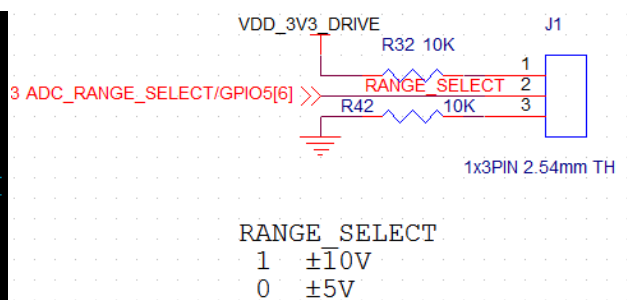 VDD_3V3_DRIVE J1
R32 10K
1
3 ADC_RANGE_SELECT/GPIO5[6] RANGE_SELECT 2
R42 10K 3
1x3PIN 2.54mm TH
RANGE_SELECT
1 ±10V
0 ±5V